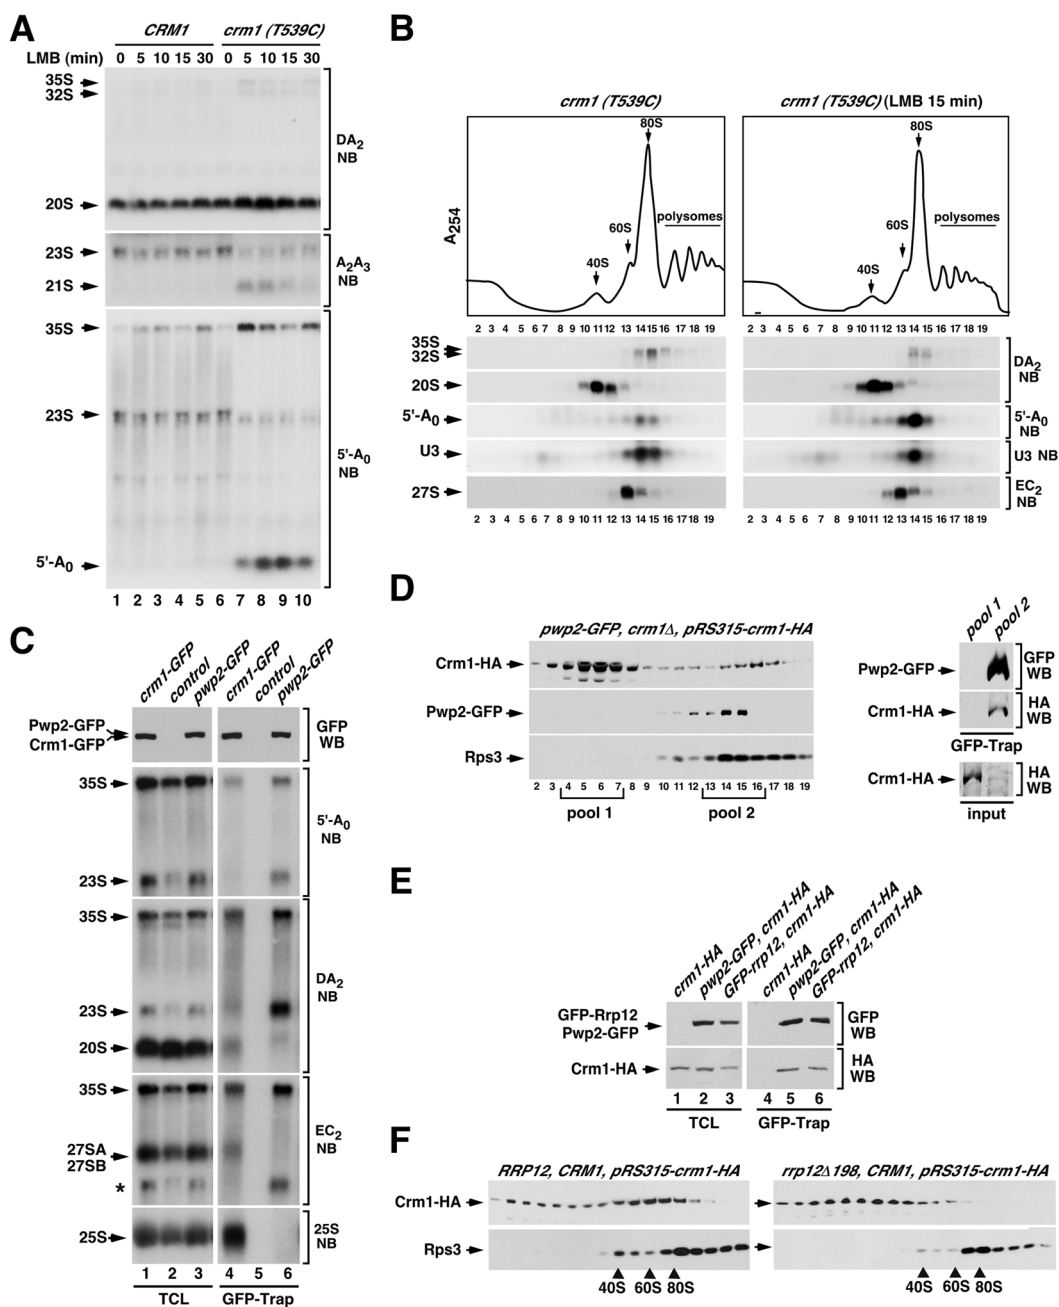 A
CRM1 crm1 (T539C)
LMB (min) 0 5 10 15 30 0 5 10 15 30
35S
32S
DA2
NB
20S
23S
21S
A2A3
NB
35S
23S
5'-A0
NB
5'-A0
1 2 3 4 5 6 7 8 9 10
B
crm1 (T539C)
crm1 (T539C) (LMB 15 min)
A254
80S
polysomes
60S
40S
80S
polysomes
60S
40S
2 3 4 5 6 7 8 9 10 11 12 13 14 15 16 17 18 19
2 3 4 5 6 7 8 9 10 11 12 13 14 15 16 17 18 19
35S
32S
DA2
NB
20S
5'-A0
5'-A0
NB
U3
U3 NB
27S
EC2
NB
2 3 4 5 6 7 8 9 10 11 12 13 14 15 16 17 18 19
2 3 4 5 6 7 8 9 10 11 12 13 14 15 16 17 18 19
C
crm1-GFP control pwp2-GFP crm1-GFP control pwp2-GFP
Pwp2-GFP
Crm1-GFP
GFP
WB
35S
5'-A0
NB
23S
35S
DA2
NB
23S
20S
35S
EC2
NB
27SA
27SB
*
25S
25S
NB
1 2 3 4 5 6
TCL GFP-Trap
D
pwp2-GFP, crm1Δ, pRS315-crm1-HA
Crm1-HA
Pwp2-GFP
Rps3
2 3 4 5 6 7 8 9 10 11 12 13 14 15 16 17 18 19
pool 1 pool 2
pool 1 pool 2
Pwp2-GFP
GFP
WB
Crm1-HA
HA
WB
GFP-Trap
Crm1-HA
HA
WB
input
E
crm1-HA
pwp2-GFP, crm1-HA
GFP-rrp12, crm1-HA
crm1-HA
pwp2-GFP, crm1-HA
GFP-rrp12, crm1-HA
GFP-Rrp12
Pwp2-GFP
GFP
WB
Crm1-HA
HA
WB
1 2 3 4 5 6
TCL GFP-Trap
F
RRP12, CRM1, pRS315-crm1-HA
rrp12Δ198, CRM1, pRS315-crm1-HA
Crm1-HA
Rps3
40S 60S 80S
40S 60S 80S